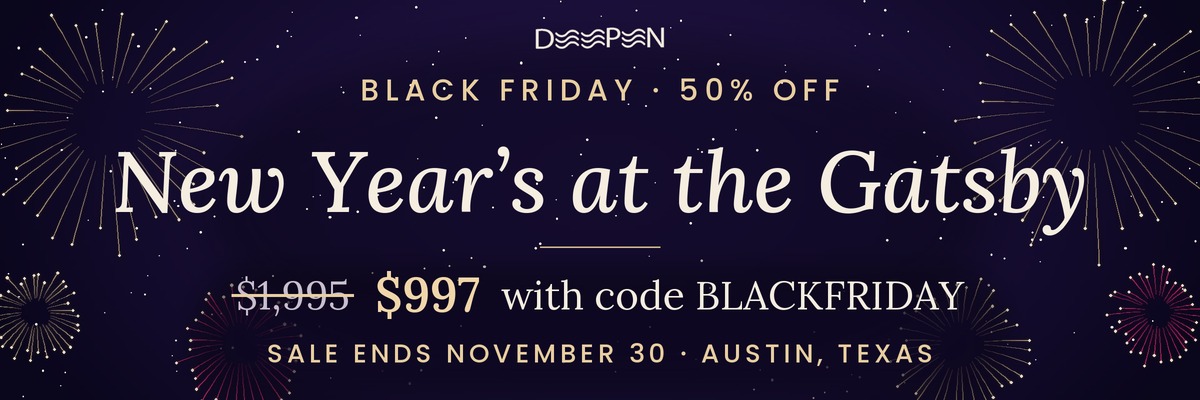 DEEPEN
BLACK FRIDAY · 50% OFF
New Year’s at the Gatsby
$1,995 $997 with code BLACKFRIDAY
SALE ENDS NOVEMBER 30 · AUSTIN, TEXAS